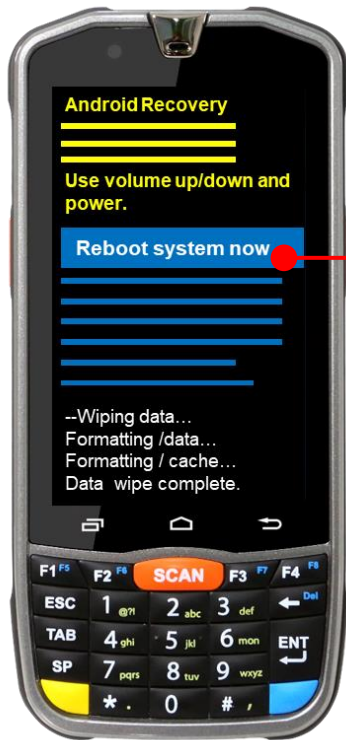 Android Recovery
Use volume up/down and
power.
Reboot system now
--Wiping data…
Formatting /data…
Formatting / cache…
Data wipe complete.
F1 F5 F2 F6 SCAN F3 F7 F4 F8
ESC 1 @?! 2 abc 3 def ← Del
TAB 4 ghi 5 jkl 6 mon ENT
SP 7 pqrs 8 tuv 9 wxyz
* . 0 # ,